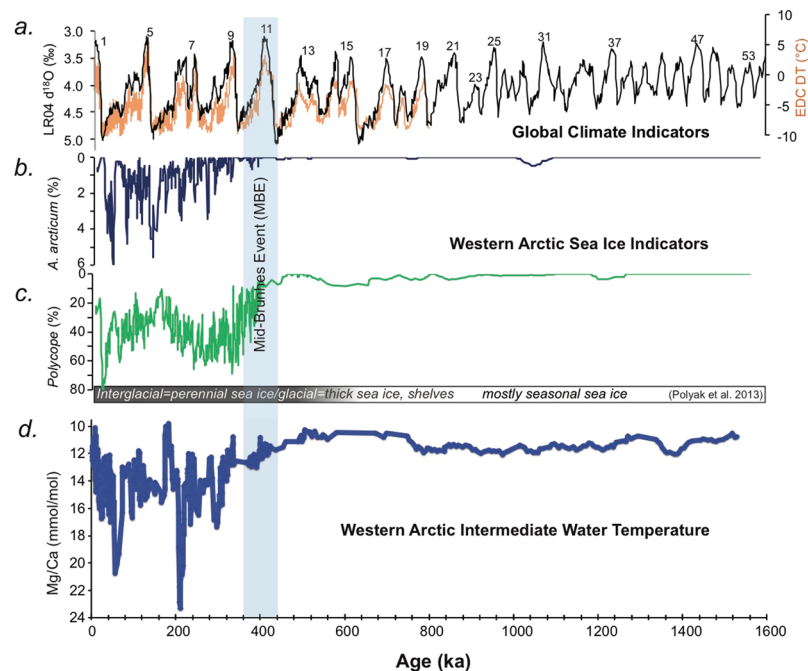 a.
1
5
7
9
11
13
15
17
19
21
23
25
31
37
47
53
3.0
3.5
4.0
4.5
5.0
LR04 d18O (‰)
10
5
0
-5
-10
EDC DT (°C)
Global Climate Indicators
b.
0
2
4
6
A. arcticum (%)
Western Arctic Sea Ice Indicators
Mid-Brunhes Event (MBE)
c.
0
20
40
60
80
Polycope (%)
Interglacial=perennial sea ice/glacial=thick sea ice, shelves mostly seasonal sea ice (Polyak et al. 2013)
d.
10
12
14
16
18
20
22
24
Mg/Ca (mmol/mol)
Western Arctic Intermediate Water Temperature
0 200 400 600 800 1000 1200 1400 1600
Age (ka)